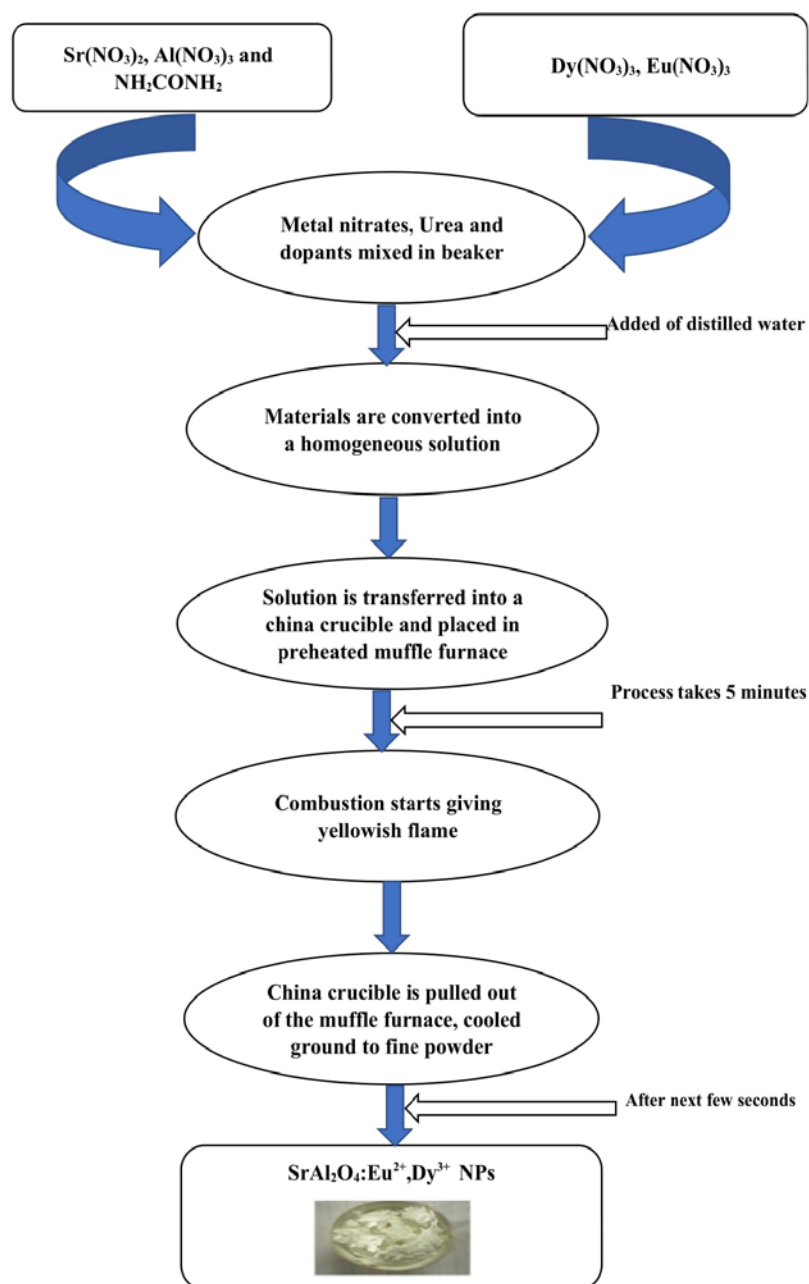 Sr(NO₃)₂, Al(NO₃)₃ and
NH₂CONH₂
Dy(NO₃)₃, Eu(NO₃)₃
Metal nitrates, Urea and
dopants mixed in beaker
Added of distilled water
Materials are converted into
a homogeneous solution
Solution is transferred into a
china crucible and placed in
preheated muffle furnace
Process takes 5 minutes
Combustion starts giving
yellowish flame
China crucible is pulled out
of the muffle furnace, cooled
ground to fine powder
After next few seconds
SrAl₂O₄:Eu²⁺,Dy³⁺ NPs